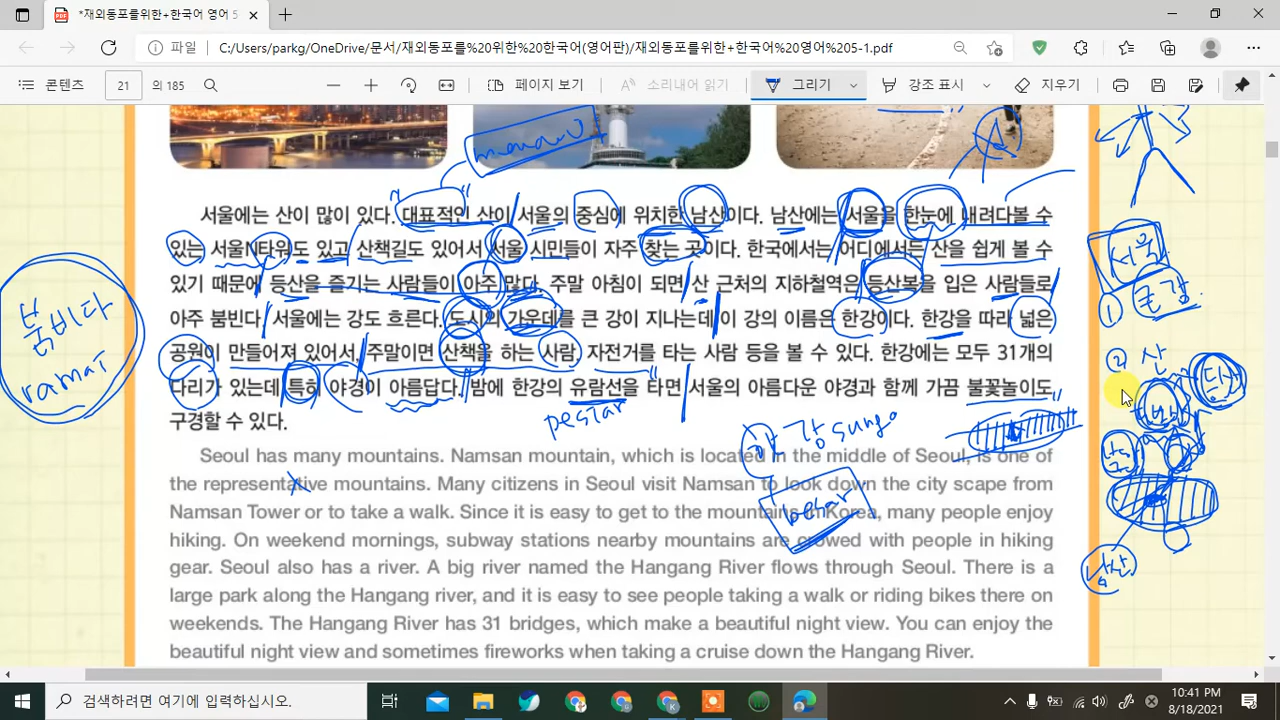 *재외동포를위한+한국어 영어 5
파일
C:/Users/parkg/OneDrive/문서/재외동포를%20위한%20한국어(영어판)/재외동포를위한+한국어%20영어%205-1.pdf
콘텐츠
21
의 185
페이지 보기
소리내어 읽기
그리기
강조 표시
지우기
서울에는 산이 많이 있다. 대표적인 산이 서울의 중심에 위치한 남산이다. 남산에는 서울을 한눈에 내려다볼 수
있는 서울N타워도 있고 산책길도 있어서 서울 시민들이 자주 찾는 곳이다. 한국에서는 어디에서든 산을 쉽게 볼 수
있기 때문에 등산을 즐기는 사람들이 아주 많다. 주말 아침이 되면 산 근처의 지하철역은 등산복을 입은 사람들로
아주 붐빈다. 서울에는 강도 흐른다. 도시의 가운데를 큰 강이 지나는데 이 강의 이름은 한강이다. 한강을 따라 넓은
공원이 만들어져 있어서, 주말이면 산책을 하는 사람, 자전거를 타는 사람 등을 볼 수 있다. 한강에는 모두 31개의
다리가 있는데 특히 야경이 아름답다. 밤에 한강의 유람선을 타면 서울의 아름다운 야경과 함께 가끔 불꽃놀이도
구경할 수 있다.
붐비다
ramai
pesiar
강 sungo
besar
서울
①
② 산
남산
Seoul has many mountains. Namsan mountain, which is located in the middle of Seoul, is one of
the representative mountains. Many citizens in Seoul visit Namsan to look down the city scape from
Namsan Tower or to take a walk. Since it is easy to get to the mountains in Korea, many people enjoy
hiking. On weekend mornings, subway stations nearby mountains are crowed with people in hiking
gear. Seoul also has a river. A big river named the Hangang River flows through Seoul. There is a
large park along the Hangang river, and it is easy to see people taking a walk or riding bikes there on
weekends. The Hangang River has 31 bridges, which make a beautiful night view. You can enjoy the
beautiful night view and sometimes fireworks when taking a cruise down the Hangang River.
검색하려면 여기에 입력하십시오.
10:41 PM
8/18/2021